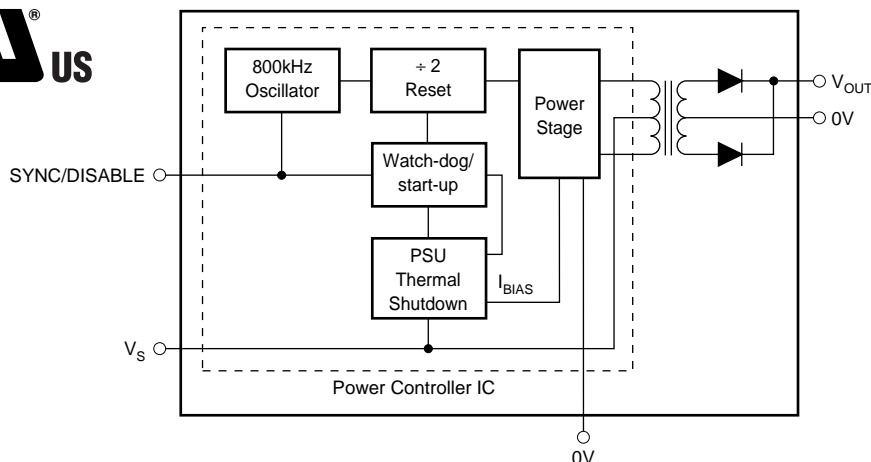 ®
US
800kHz
Oscillator
÷ 2
Reset
Power
Stage
V_OUT
0V
SYNC/DISABLE
Watch-dog/
start-up
PSU
Thermal
Shutdown
I_BIAS
V_S
Power Controller IC
0V